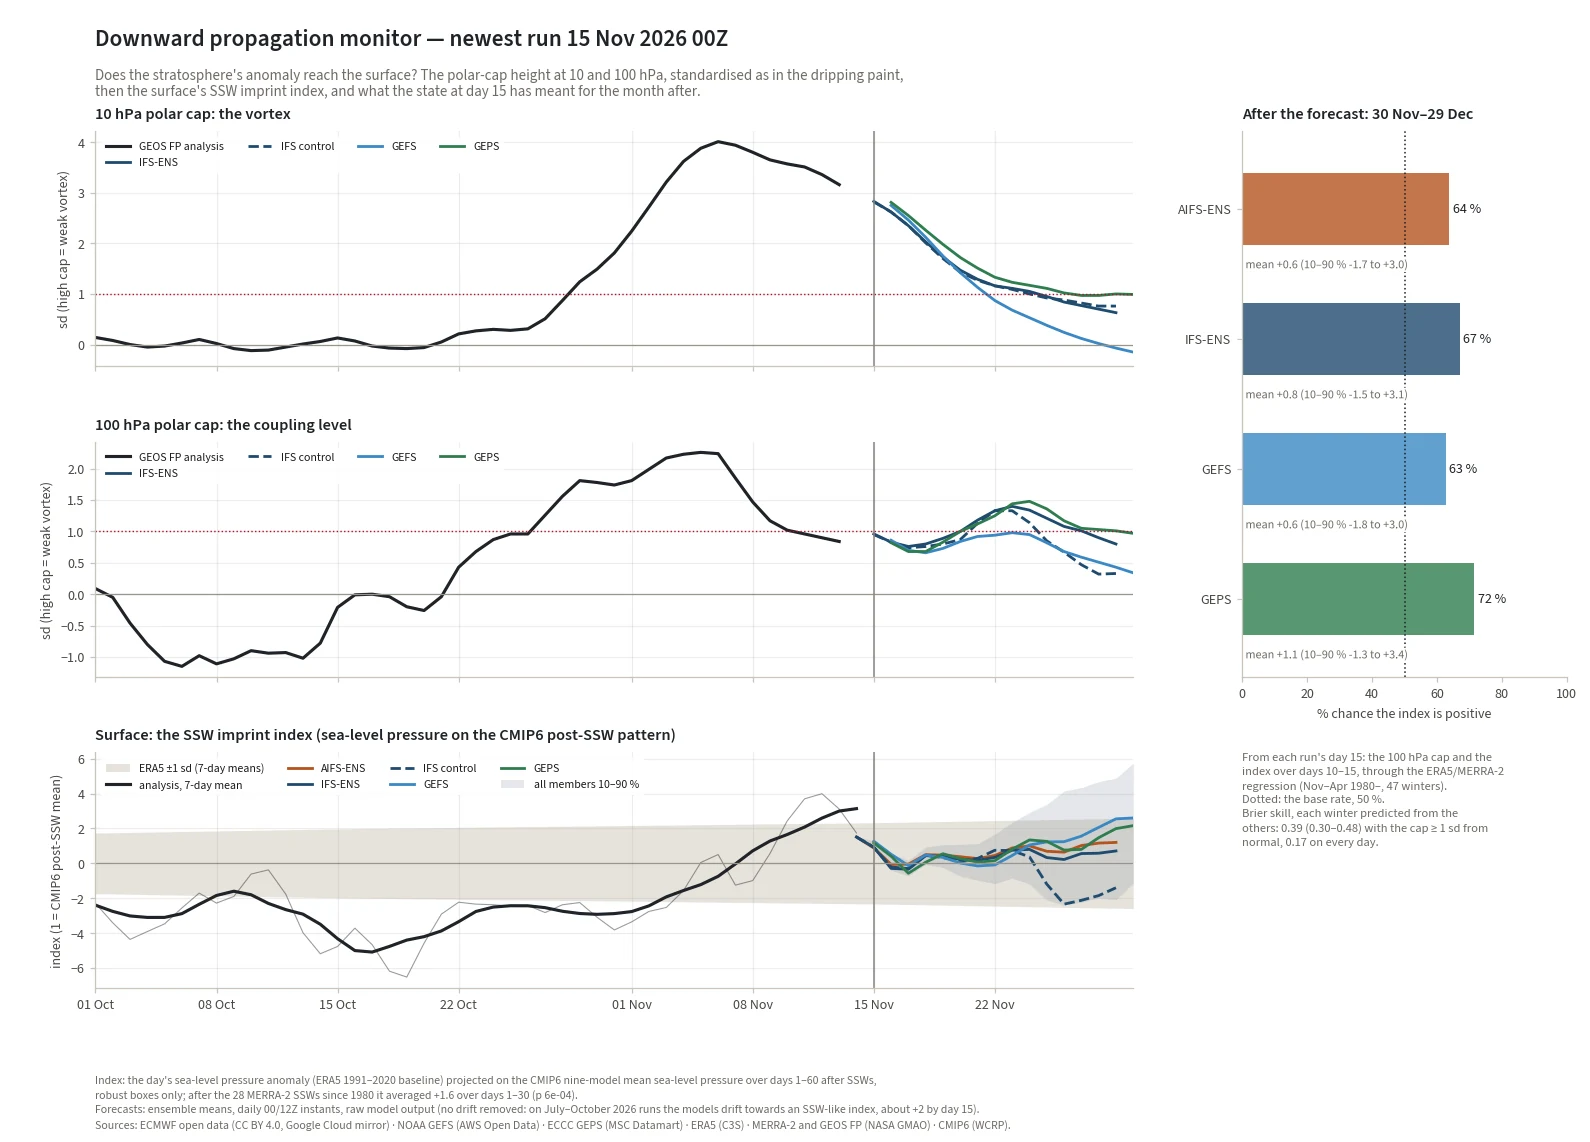 Downward propagation monitor — newest run 15 Nov 2026 00Z
Does the stratosphere's anomaly reach the surface? The polar-cap height at 10 and 100 hPa, standardised as in the dripping paint,
then the surface's SSW imprint index, and what the state at day 15 has meant for the month after.
10 hPa polar cap: the vortex
GEOS FP analysis
IFS control
GEFS
GEPS
IFS-ENS
sd (high cap = weak vortex)
4
3
2
1
0
100 hPa polar cap: the coupling level
GEOS FP analysis
IFS control
GEFS
GEPS
IFS-ENS
sd (high cap = weak vortex)
2.0
1.5
1.0
0.5
0.0
−0.5
−1.0
Surface: the SSW imprint index (sea-level pressure on the CMIP6 post-SSW pattern)
ERA5 ±1 sd (7-day means)
AIFS-ENS
IFS control
GEPS
analysis, 7-day mean
IFS-ENS
GEFS
all members 10–90 %
index (1 = CMIP6 post-SSW mean)
6
4
2
0
−2
−4
−6
01 Oct
08 Oct
15 Oct
22 Oct
01 Nov
08 Nov
15 Nov
22 Nov
After the forecast: 30 Nov–29 Dec
AIFS-ENS
64 %
mean +0.6 (10–90 % -1.7 to +3.0)
IFS-ENS
67 %
mean +0.8 (10–90 % -1.5 to +3.1)
GEFS
63 %
mean +0.6 (10–90 % -1.8 to +3.0)
GEPS
72 %
mean +1.1 (10–90 % -1.3 to +3.4)
0
20
40
60
80
100
% chance the index is positive
From each run's day 15: the 100 hPa cap and the
index over days 10–15, through the ERA5/MERRA-2
regression (Nov–Apr 1980–, 47 winters).
Dotted: the base rate, 50 %.
Brier skill, each winter predicted from the
others: 0.39 (0.30–0.48) with the cap ≥ 1 sd from
normal, 0.17 on every day.
Index: the day's sea-level pressure anomaly (ERA5 1991–2020 baseline) projected on the CMIP6 nine-model mean sea-level pressure over days 1–60 after SSWs,
robust boxes only; after the 28 MERRA-2 SSWs since 1980 it averaged +1.6 over days 1–30 (p 6e-04).
Forecasts: ensemble means, daily 00/12Z instants, raw model output (no drift removed: on July–October 2026 runs the models drift towards an SSW-like index, about +2 by day 15).
Sources: ECMWF open data (CC BY 4.0, Google Cloud mirror) · NOAA GEFS (AWS Open Data) · ECCC GEPS (MSC Datamart) · ERA5 (C3S) · MERRA-2 and GEOS FP (NASA GMAO) · CMIP6 (WCRP).